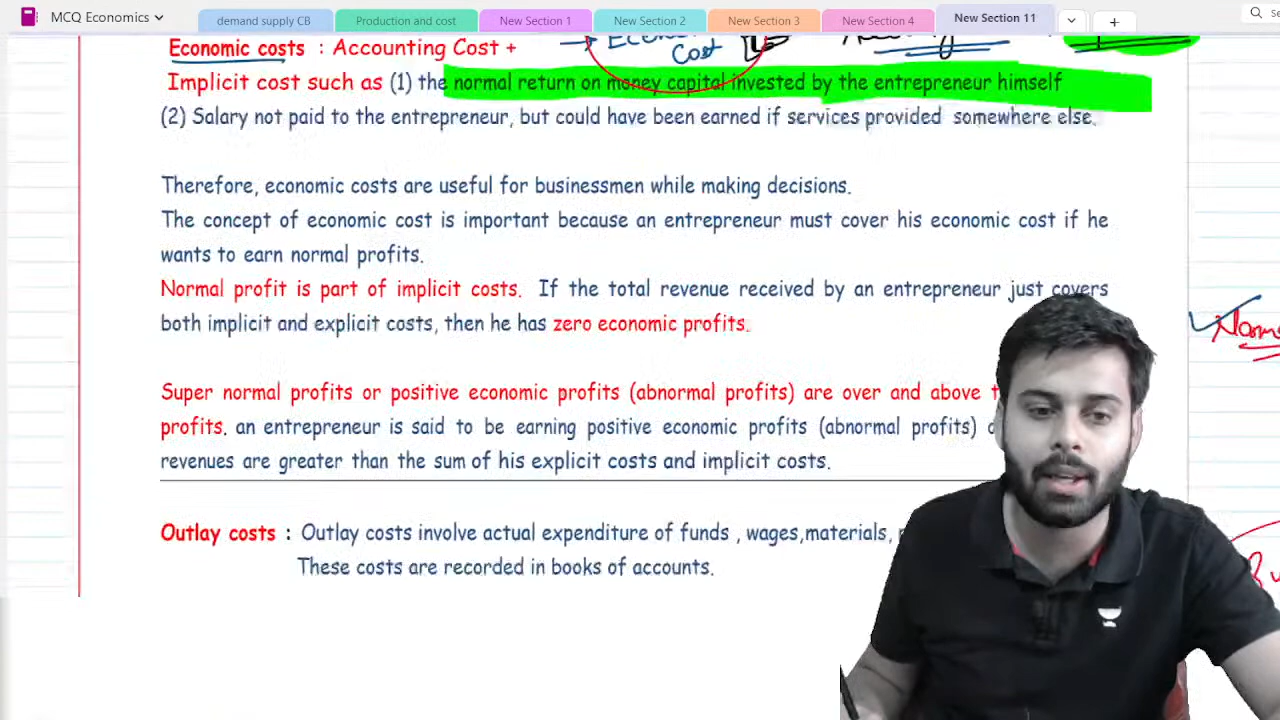 MCQ Economics
demand supply CB
Production and cost
New Section 1
New Section 2
New Section 3
New Section 4
New Section 11
Economic costs : Accounting Cost +
Cost
Implicit cost such as (1) the normal return on money capital invested by the entrepreneur himself
(2) Salary not paid to the entrepreneur, but could have been earned if services provided somewhere else.
Therefore, economic costs are useful for businessmen while making decisions.
The concept of economic cost is important because an entrepreneur must cover his economic cost if he
wants to earn normal profits.
Normal profit is part of implicit costs. If the total revenue received by an entrepreneur just covers
both implicit and explicit costs, then he has zero economic profits.
Super normal profits or positive economic profits (abnormal profits) are over and above
profits. an entrepreneur is said to be earning positive economic profits (abnormal profits)
revenues are greater than the sum of his explicit costs and implicit costs.
Outlay costs : Outlay costs involve actual expenditure of funds , wages,materials,
These costs are recorded in books of accounts.